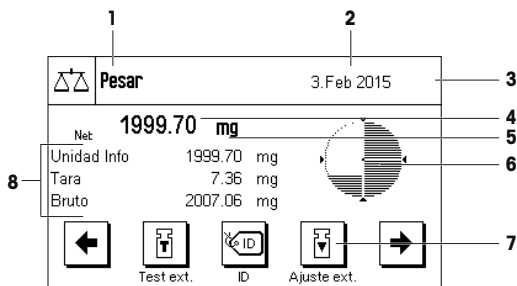 1 2
Pesar 3.Feb 2015 3
1999.70 mg 4
Net 5
Unidad Info 1999.70 mg 6
8 Tara 7.36 mg
Bruto 2007.06 mg
T ID 7
Test ext. ID Ajuste ext.